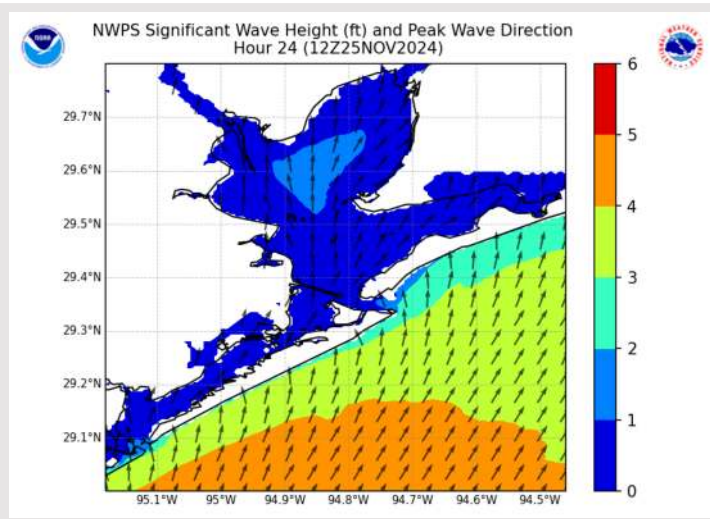 NWPS Significant Wave Height (ft) and Peak Wave Direction
Hour 24 (12Z25NOV2024)
NOAA
29.7°N
29.6°N
29.5°N
29.4°N
29.3°N
29.2°N
29.1°N
95.1°W 95°W 94.9°W 94.8°W 94.7°W 94.6°W 94.5°W
6
5
4
3
2
1
0